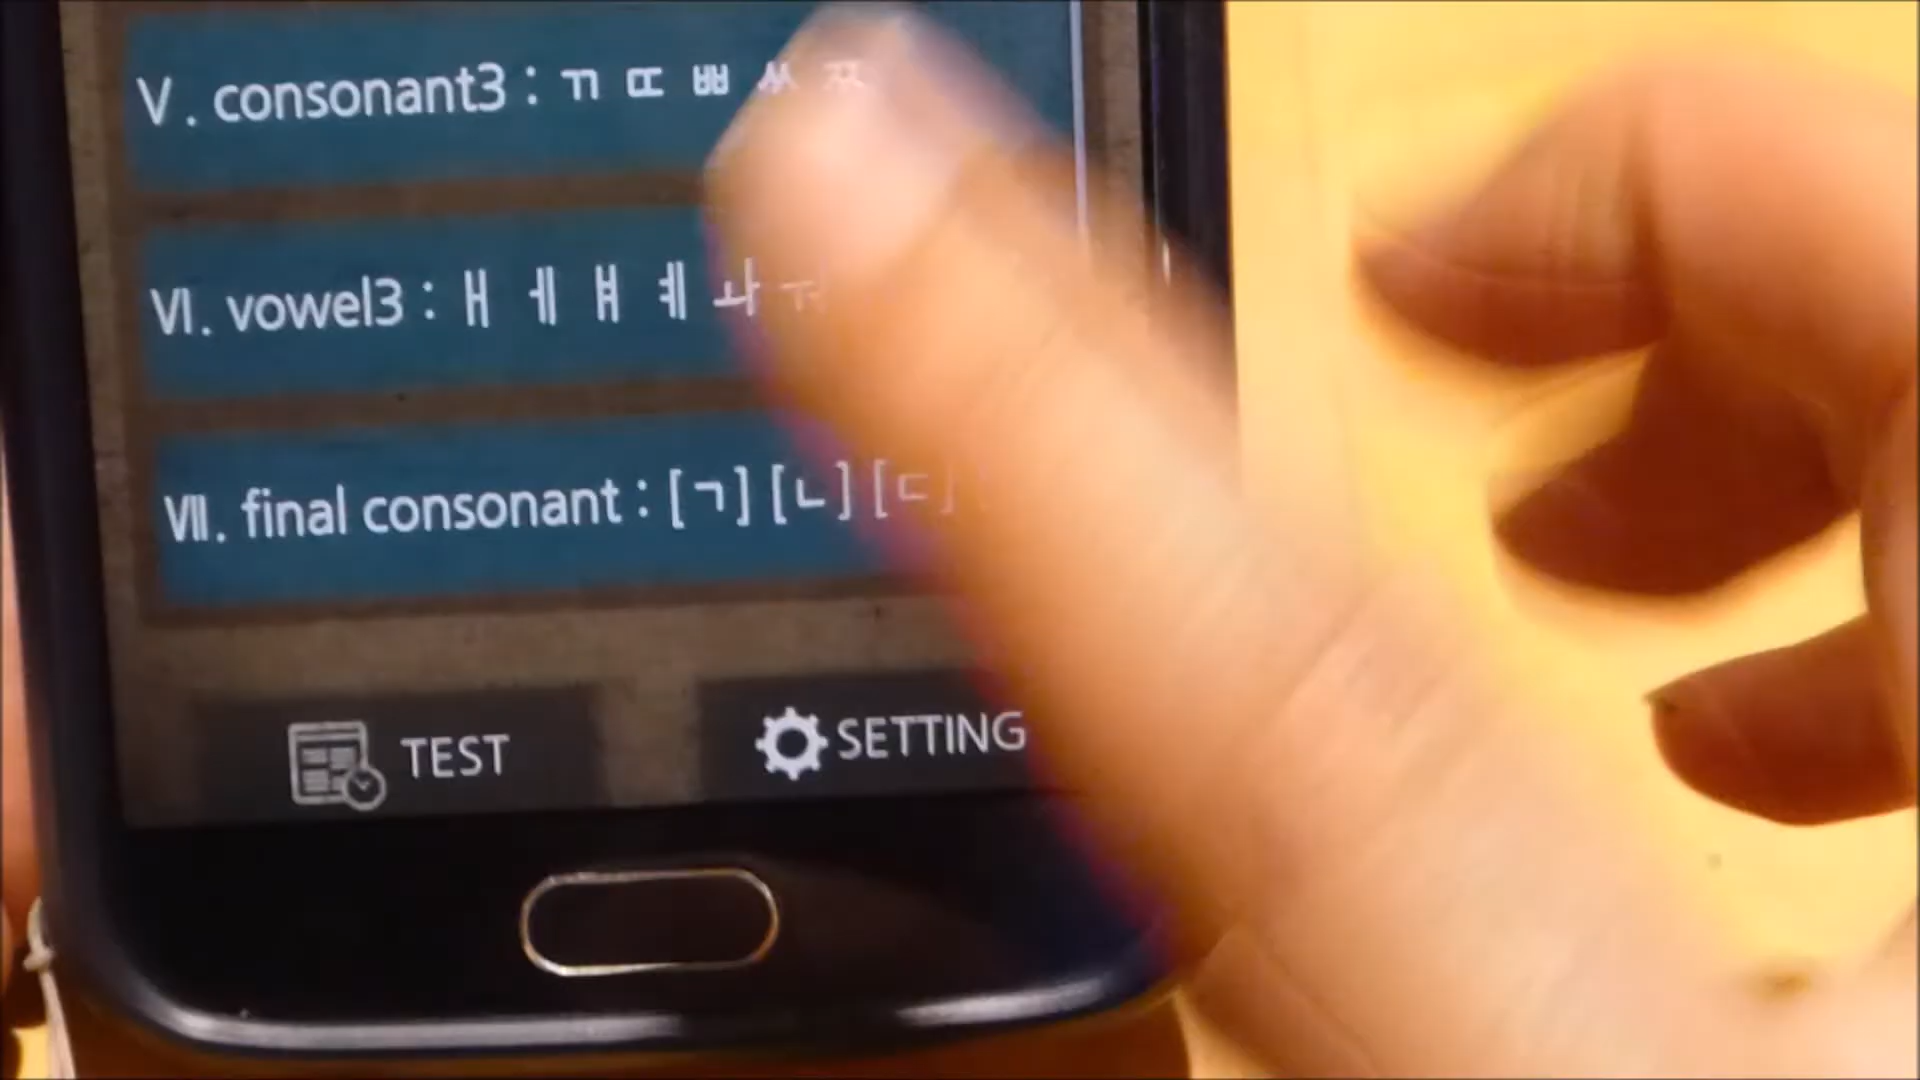 Ⅴ. consonant3 : ㄲ ㄸ ㅃ ㅆ ㅉ
Ⅵ. vowel3 : ㅐ ㅔ ㅒ ㅖ ㅘ ㅝ
Ⅶ. final consonant : [ㄱ] [ㄴ] [ㄷ]
TEST
SETTING